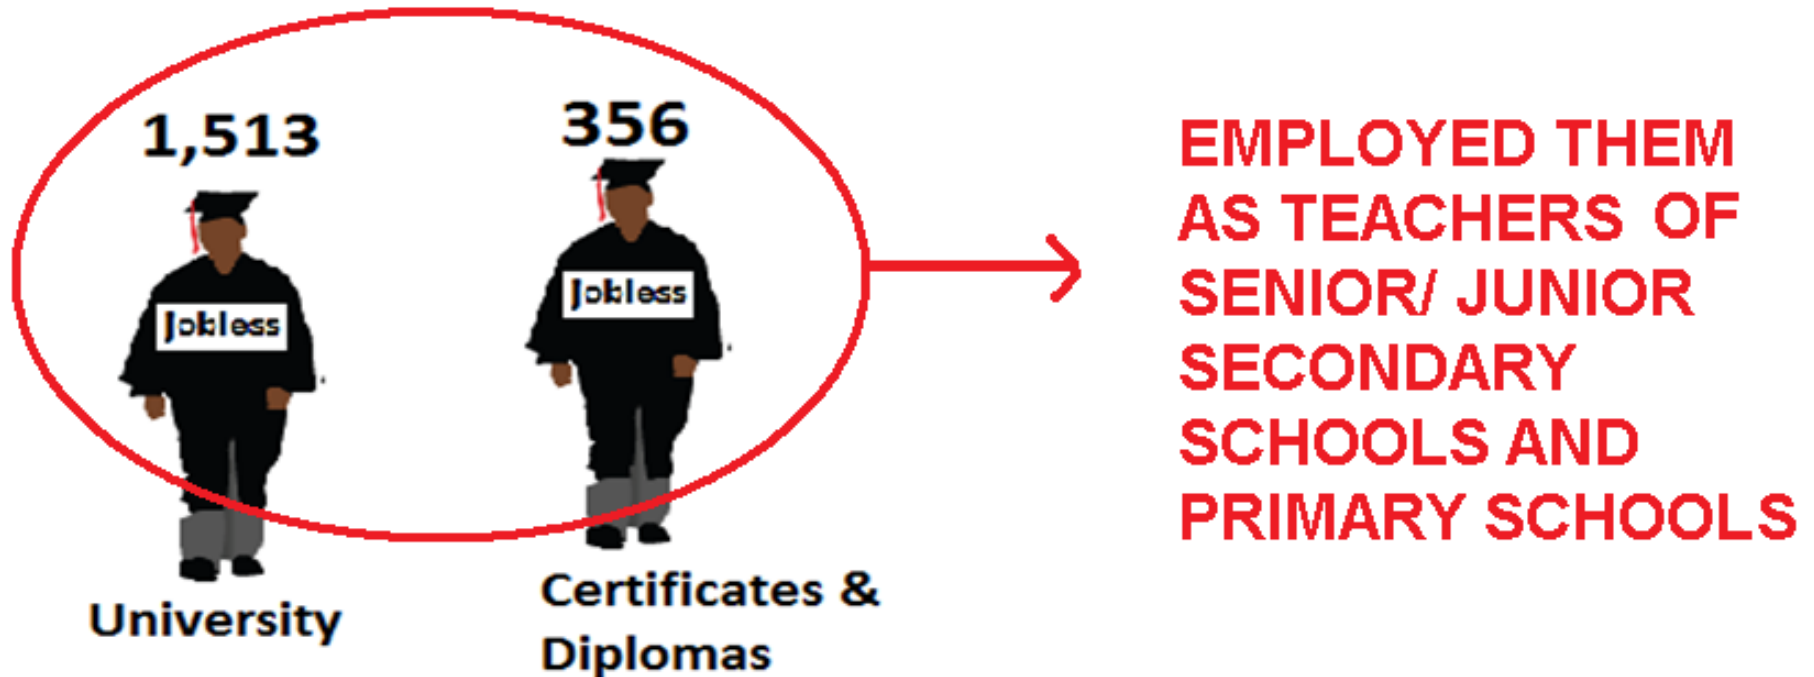 1,513
356
Jobless
Jobless
University
Certificates &
Diplomas
EMPLOYED THEM
AS TEACHERS OF
SENIOR/ JUNIOR
SECONDARY
SCHOOLS AND
PRIMARY SCHOOLS